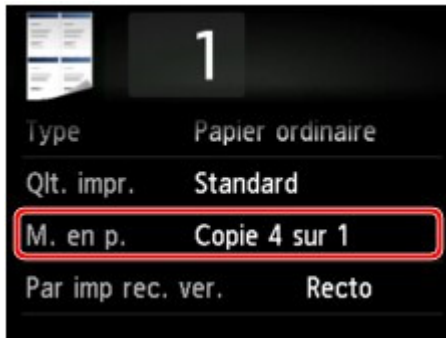 1
Type Papier ordinaire
Qlt. impr. Standard
M. en p. Copie 4 sur 1
Par imp rec. ver. Recto